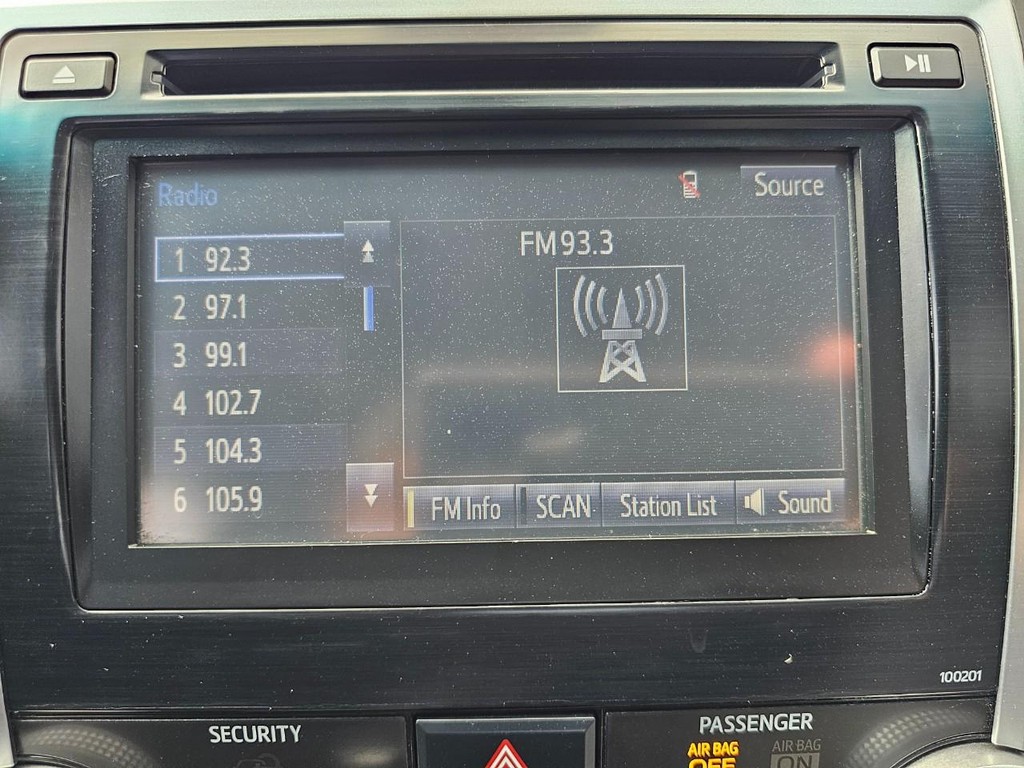 Radio
Source
1 92.3
2 97.1
3 99.1
4 102.7
5 104.3
6 105.9
FM 93.3
FM Info
SCAN
Station List
Sound
100201
SECURITY
PASSENGER
AIR BAG
OFF
AIR BAG
ON